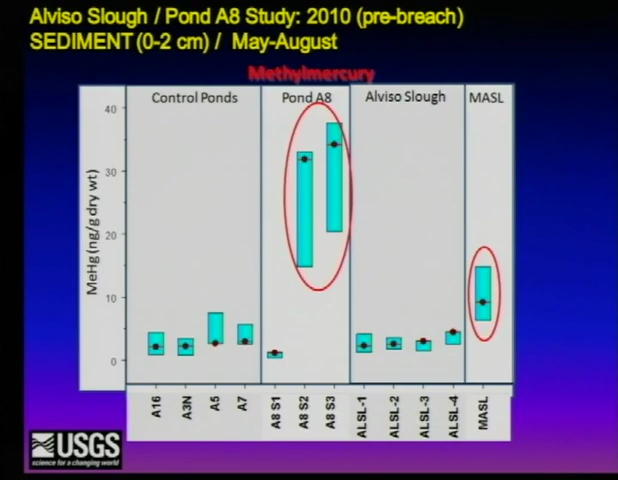 Alviso Slough / Pond A8 Study: 2010 (pre-breach)
SEDIMENT (0-2 cm) / May-August
Methylmercury
Control Ponds
Pond A8
Alviso Slough
MASL
MeHg (ng/g dry wt)
40
30
20
10
0
A16
A3N
A5
A7
A8 S1
A8 S2
A8 S3
ALSL-1
ALSL-2
ALSL-3
ALSL-4
MASL
USGS
science for a changing world